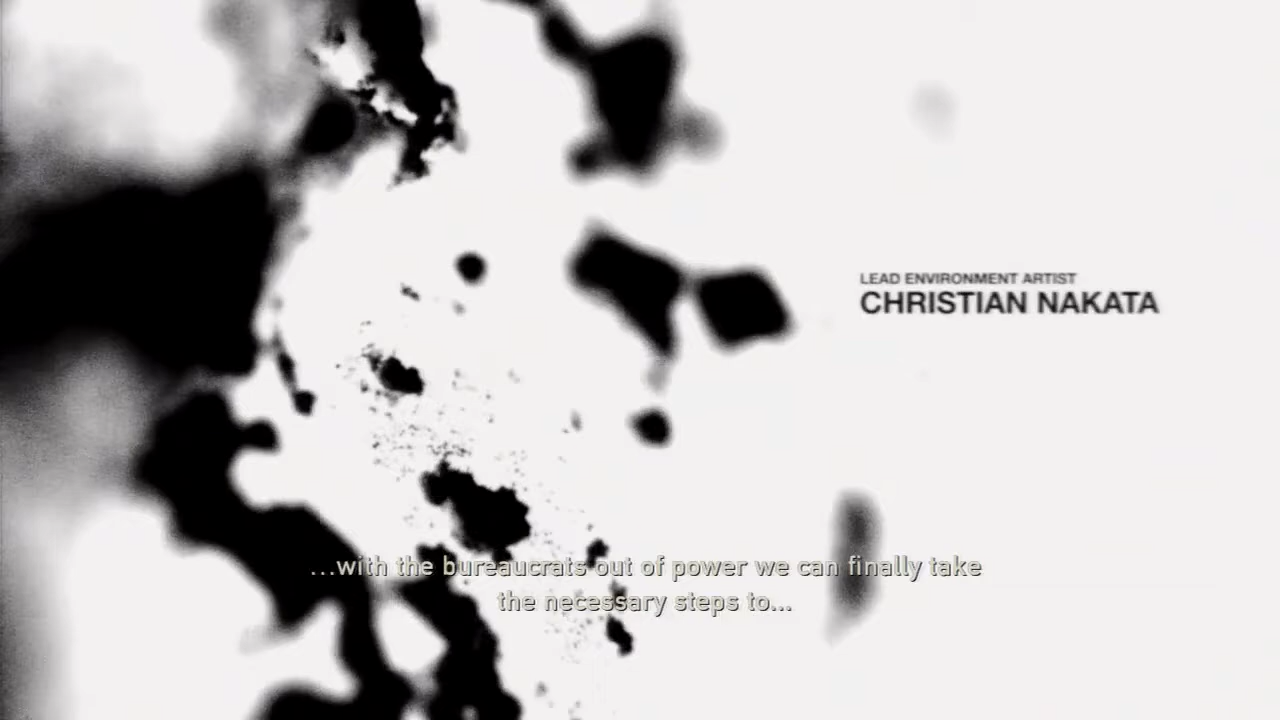 LEAD ENVIRONMENT ARTIST
CHRISTIAN NAKATA
...with the bureaucrats out of power we can finally take
the necessary steps to...